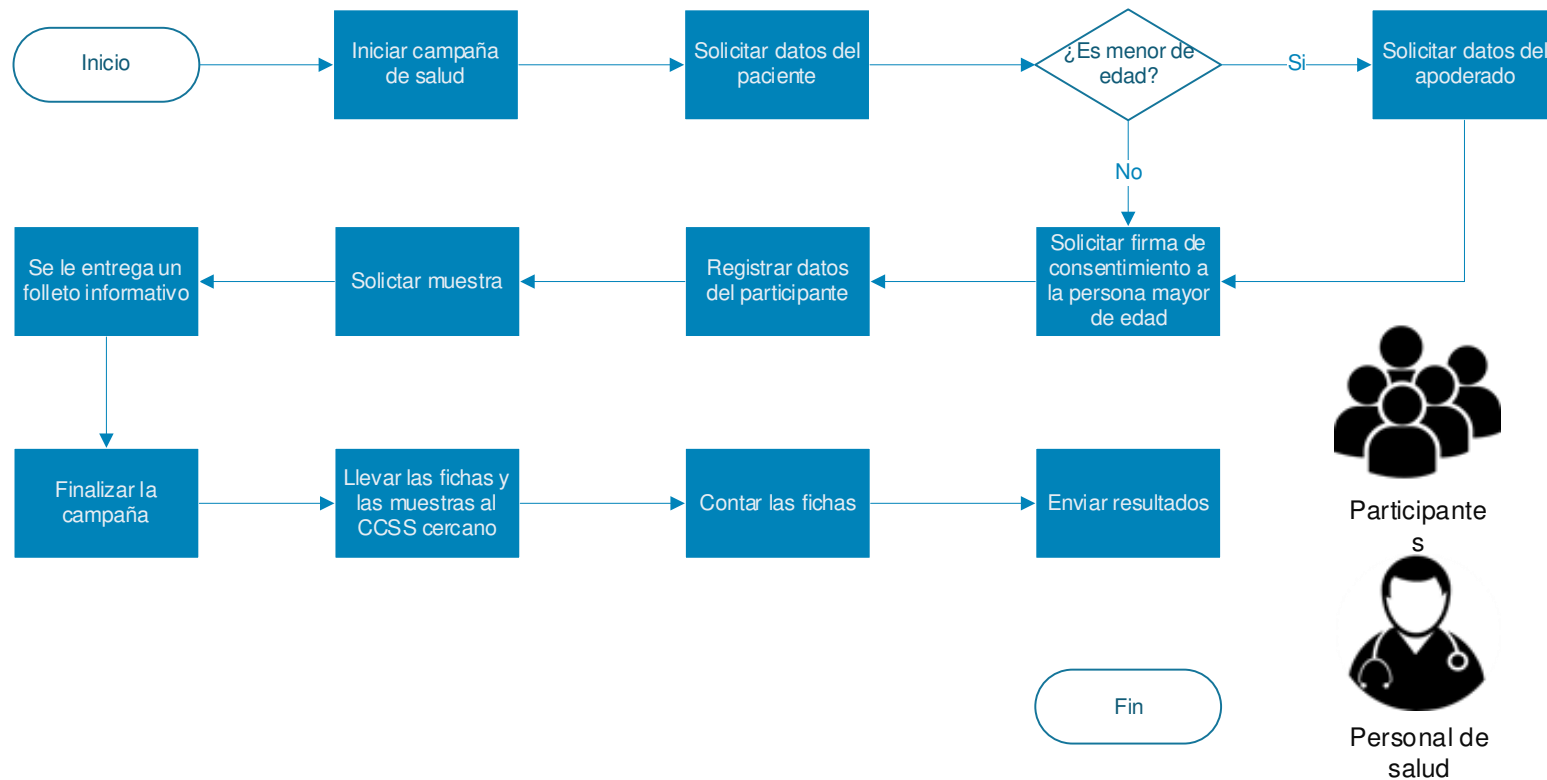 Inicio
Iniciar campaña
de salud
Solicitar datos del
paciente
¿Es menor de
edad?
Si
Solicitar datos del
apoderado
No
Se le entrega un
folleto informativo
Solictar muestra
Registrar datos
del participante
Solicitar firma de
consentimiento a
la persona mayor
de edad
Finalizar la
campaña
Llevar las fichas y
las muestras al
CCSS cercano
Contar las fichas
Enviar resultados
Participante
s
Fin
Personal de
salud